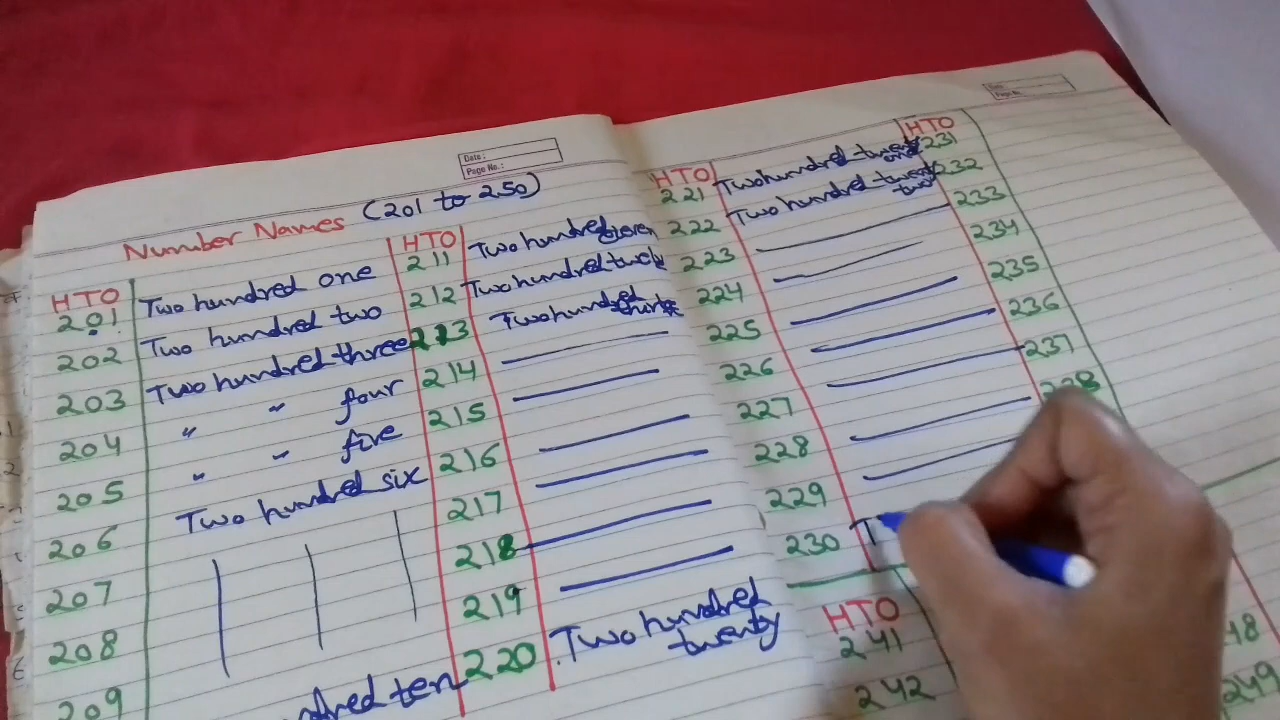 Date :
Page No. :
Number Names (201 to 250)
HTO
201 Two hundred one
202 Two hundred two
203 Two hundred three
204 " " four
205 " " five
206 Two hundred six
207
208
209
ndred ten
HTO
211 Two hundred eleven
212 Two hundred twelve
213 Two hundred
214
215
216
217
218
219
220 Two hundred
twenty
HTO
221 Two hundred-twenty
one
222 Two hundred-twenty
two
223
224
225
226
227
228
229
230 T
HTO
231
232
233
234
235
236
237
238
HTO
241
242
48
249